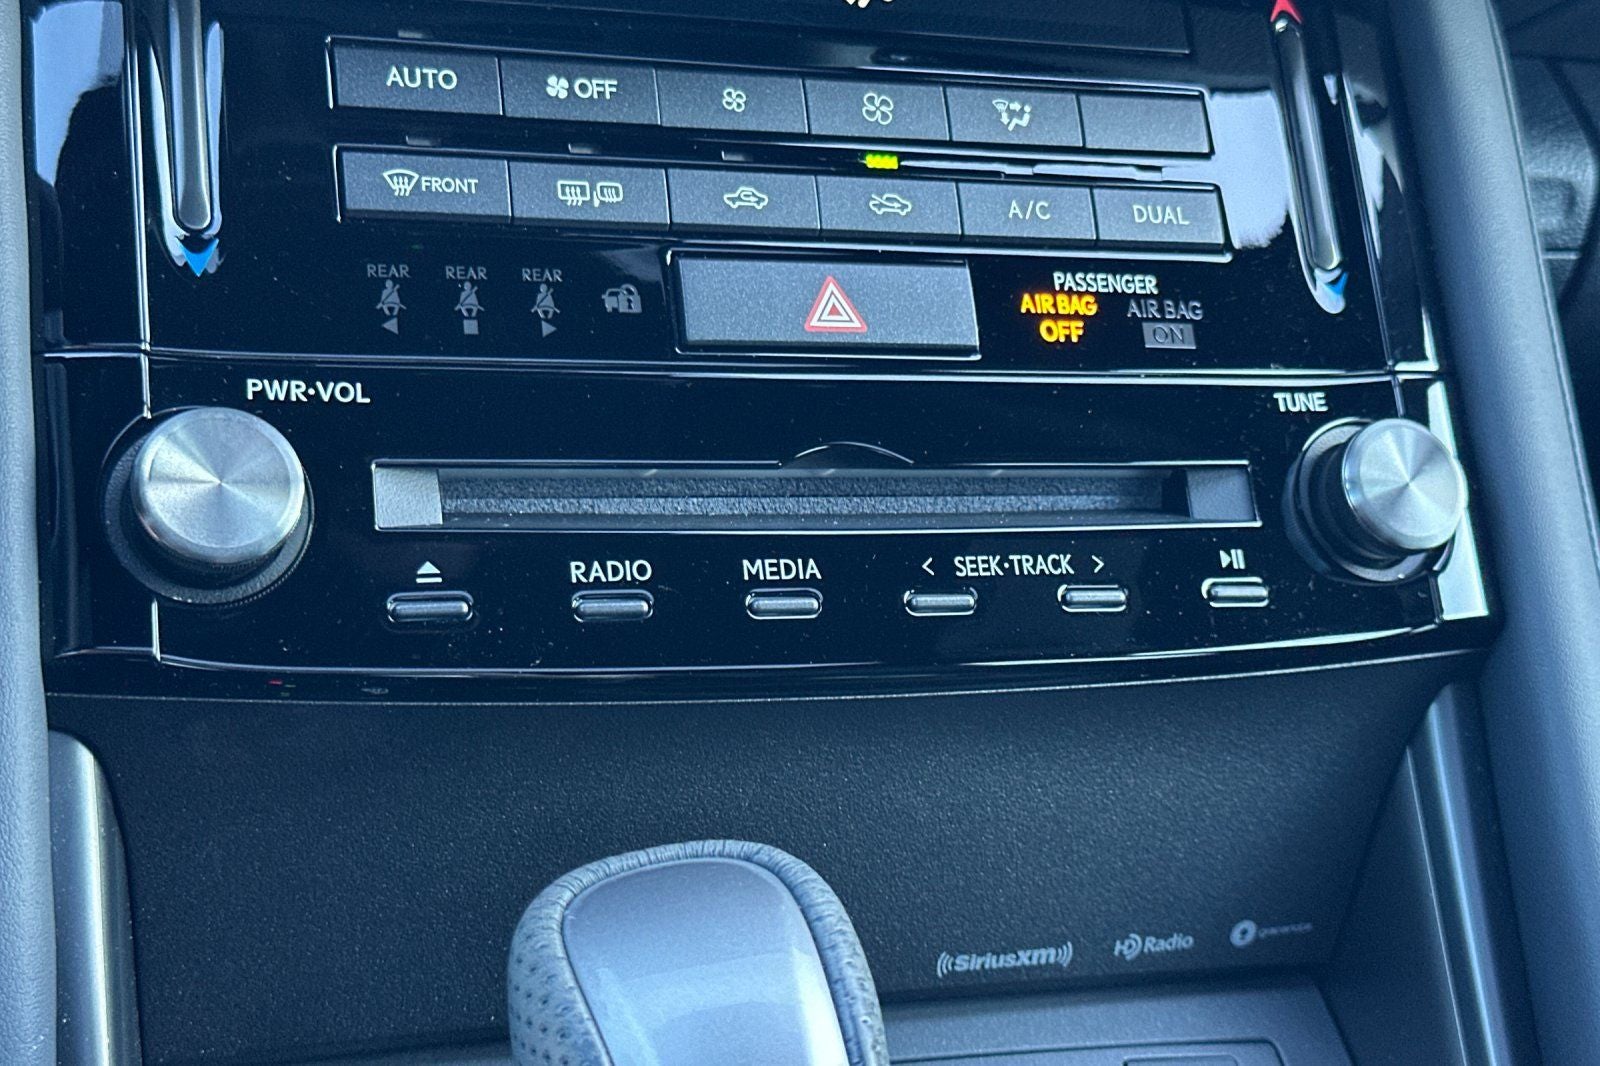 AUTO
OFF
FRONT
A/C
DUAL
REAR
REAR
REAR
PASSENGER
AIR BAG
OFF
AIR BAG
ON
PWR•VOL
TUNE
RADIO
MEDIA
< SEEK•TRACK >
((SiriusXM))
HD Radio